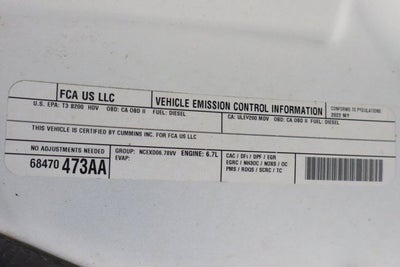 FCA US LLC
VEHICLE EMISSION CONTROL INFORMATION
CONFORMS TO REGULATIONS
2022 MY
U.S. EPA: T3 B200 HDV OBD: CA OBD II FUEL: DIESEL
CA: ULEV200.MDV OBD: CA OBD II FUEL: DIESEL
THIS VEHICLE IS CERTIFIED BY CUMMINS INC. FOR FCA US LLC
NO ADJUSTMENTS NEEDED
68470 473AA
GROUP: NCEXD06.78VV ENGINE: 6.7L
EVAP:
CAC / DFI / DPF / EGR
EGRC / NH3OC / NOXS / OC
PMS / RDQS / SCRC / TC